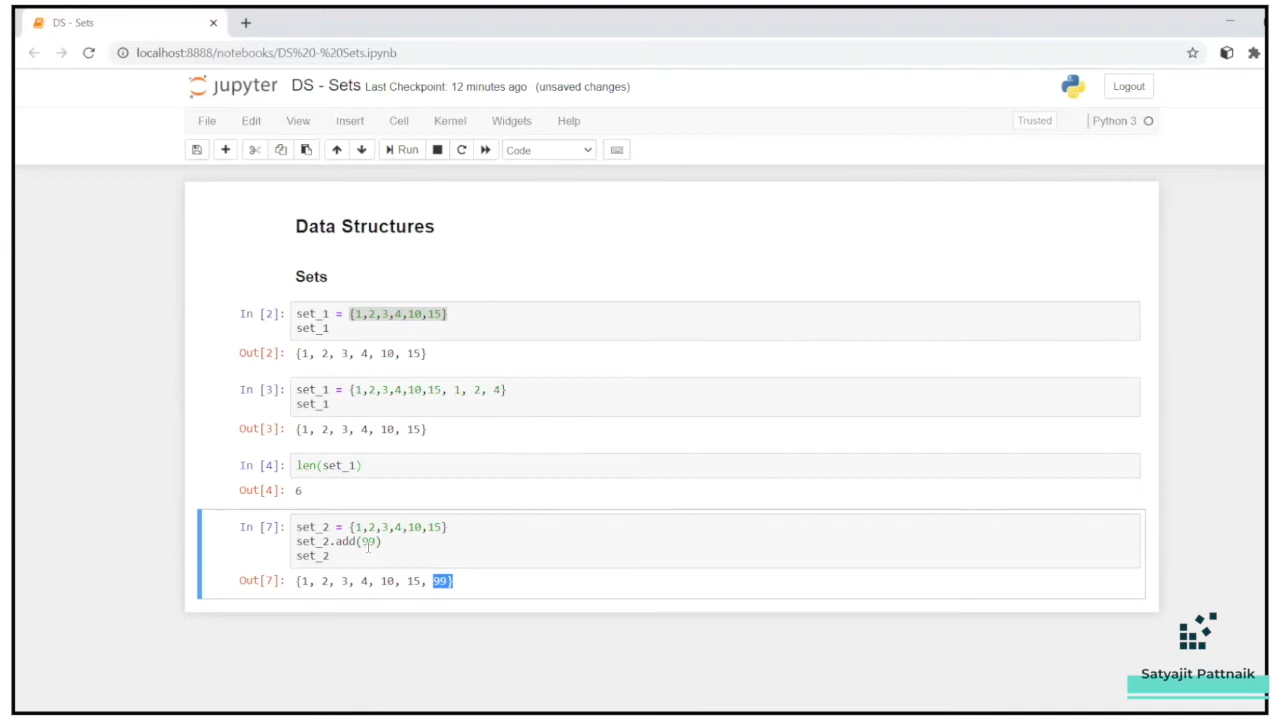 DS - Sets
localhost:8888/notebooks/DS%20-%20Sets.ipynb
jupyter DS - Sets Last Checkpoint: 12 minutes ago (unsaved changes)
Logout
File Edit View Insert Cell Kernel Widgets Help
Trusted
Python 3
Run
Code
Data Structures
Sets
In [2]: set_1 = {1,2,3,4,10,15}
set_1
Out[2]: {1, 2, 3, 4, 10, 15}
In [3]: set_1 = {1,2,3,4,10,15, 1, 2, 4}
set_1
Out[3]: {1, 2, 3, 4, 10, 15}
In [4]: len(set_1)
Out[4]: 6
In [7]: set_2 = {1,2,3,4,10,15}
set_2.add(99)
set_2
Out[7]: {1, 2, 3, 4, 10, 15, 99}
Satyajit Pattnaik